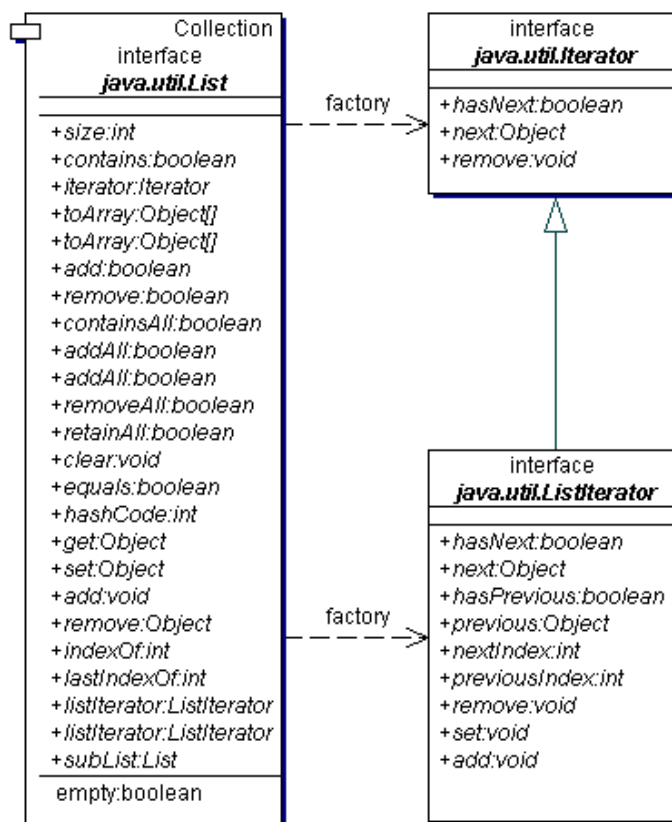 Collection
interface
java.util.List
+size:int
+contains:boolean
+iterator:Iterator
+toArray:Object[]
+toArray:Object[]
+add:boolean
+remove:boolean
+containsAll:boolean
+addAll:boolean
+addAll:boolean
+removeAll:boolean
+retainAll:boolean
+clear:void
+equals:boolean
+hashCode:int
+get:Object
+set:Object
+add:void
+remove:Object
+indexOf:int
+lastIndexOf:int
+listIterator:ListIterator
+listIterator:ListIterator
+subList:List
empty:boolean
factory
factory
interface
java.util.Iterator
+hasNext:boolean
+next:Object
+remove:void
interface
java.util.ListIterator
+hasNext:boolean
+next:Object
+hasPrevious:boolean
+previous:Object
+nextIndex:int
+previousIndex:int
+remove:void
+set:void
+add:void